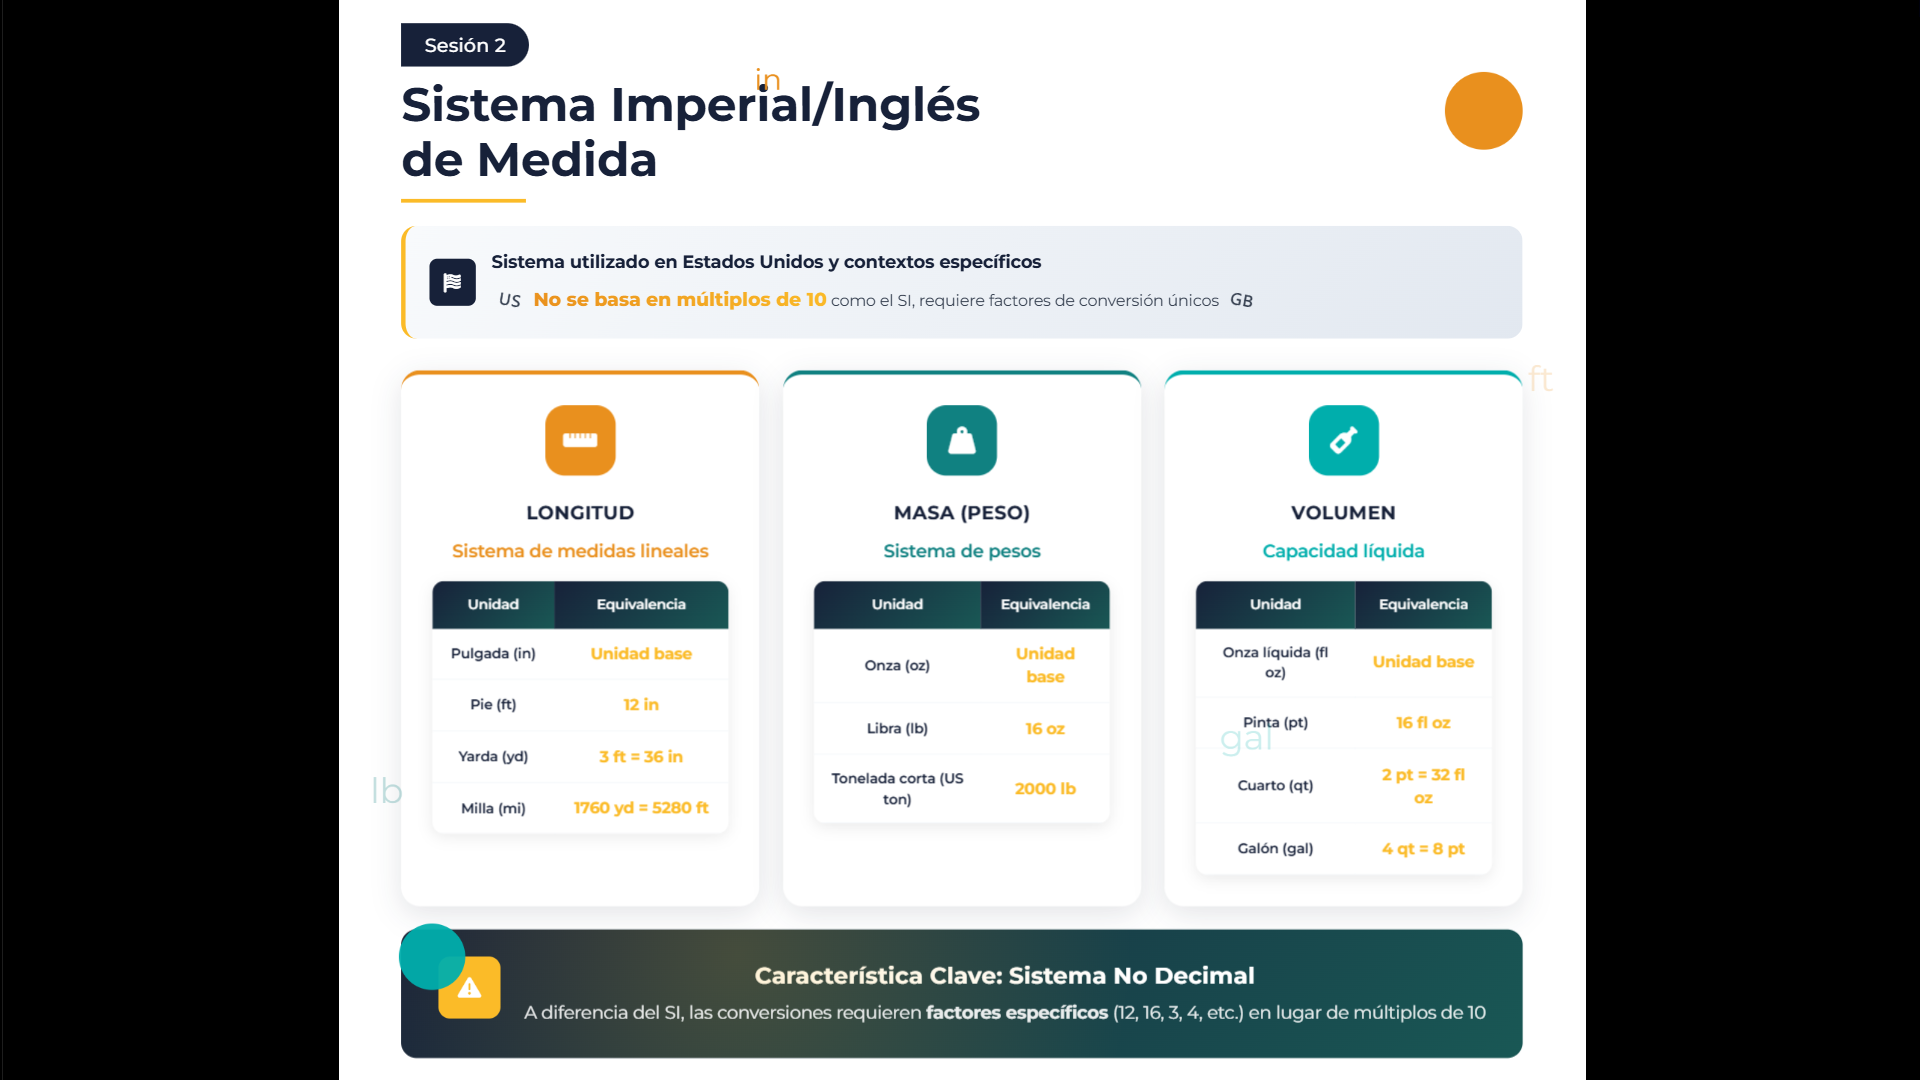 Sesión 2
in
Sistema Imperial/Inglés
de Medida
Sistema utilizado en Estados Unidos y contextos específicos
US No se basa en múltiplos de 10 como el SI, requiere factores de conversión únicos GB
ft
LONGITUD
Sistema de medidas lineales
Unidad Equivalencia
Pulgada (in) Unidad base
Pie (ft) 12 in
Yarda (yd) 3 ft = 36 in
Milla (mi) 1760 yd = 5280 ft
lb
MASA (PESO)
Sistema de pesos
Unidad Equivalencia
Onza (oz) Unidad
base
Libra (lb) 16 oz
Tonelada corta (US
ton) 2000 lb
VOLUMEN
Capacidad líquida
Unidad Equivalencia
Onza líquida (fl
oz) Unidad base
Pinta (pt) 16 fl oz
gal
Cuarto (qt) 2 pt = 32 fl
oz
Galón (gal) 4 qt = 8 pt
Característica Clave: Sistema No Decimal
A diferencia del SI, las conversiones requieren factores específicos (12, 16, 3, 4, etc.) en lugar de múltiplos de 10